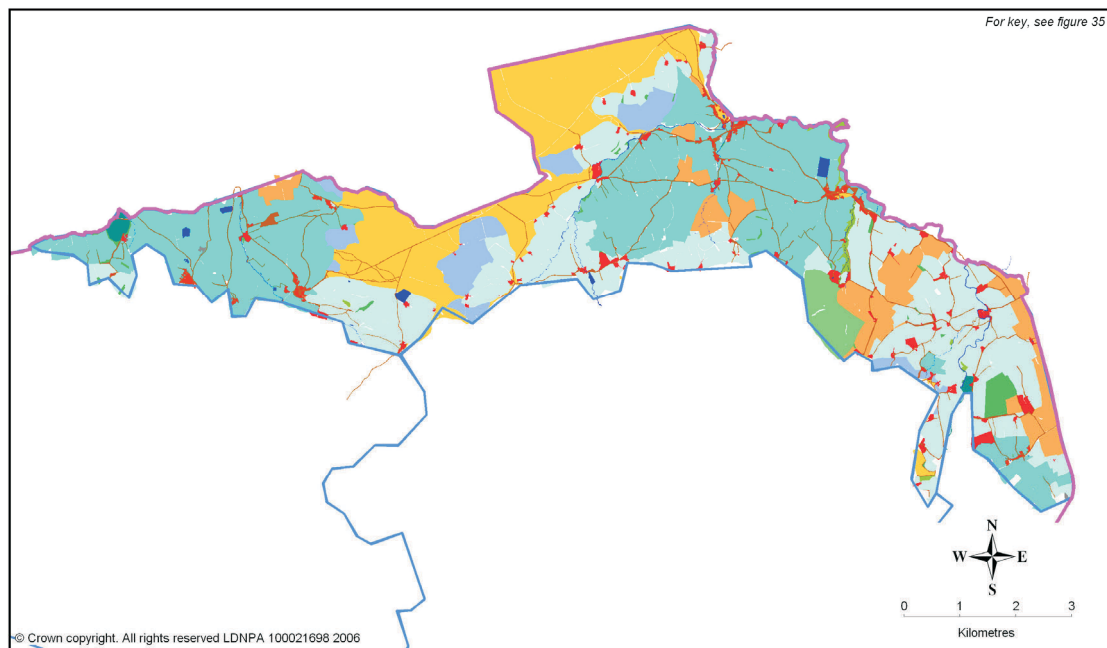 For key, see figure 35
N
W E
S
0 1 2 3
Kilometres
© Crown copyright. All rights reserved LDNPA 100021698 2006